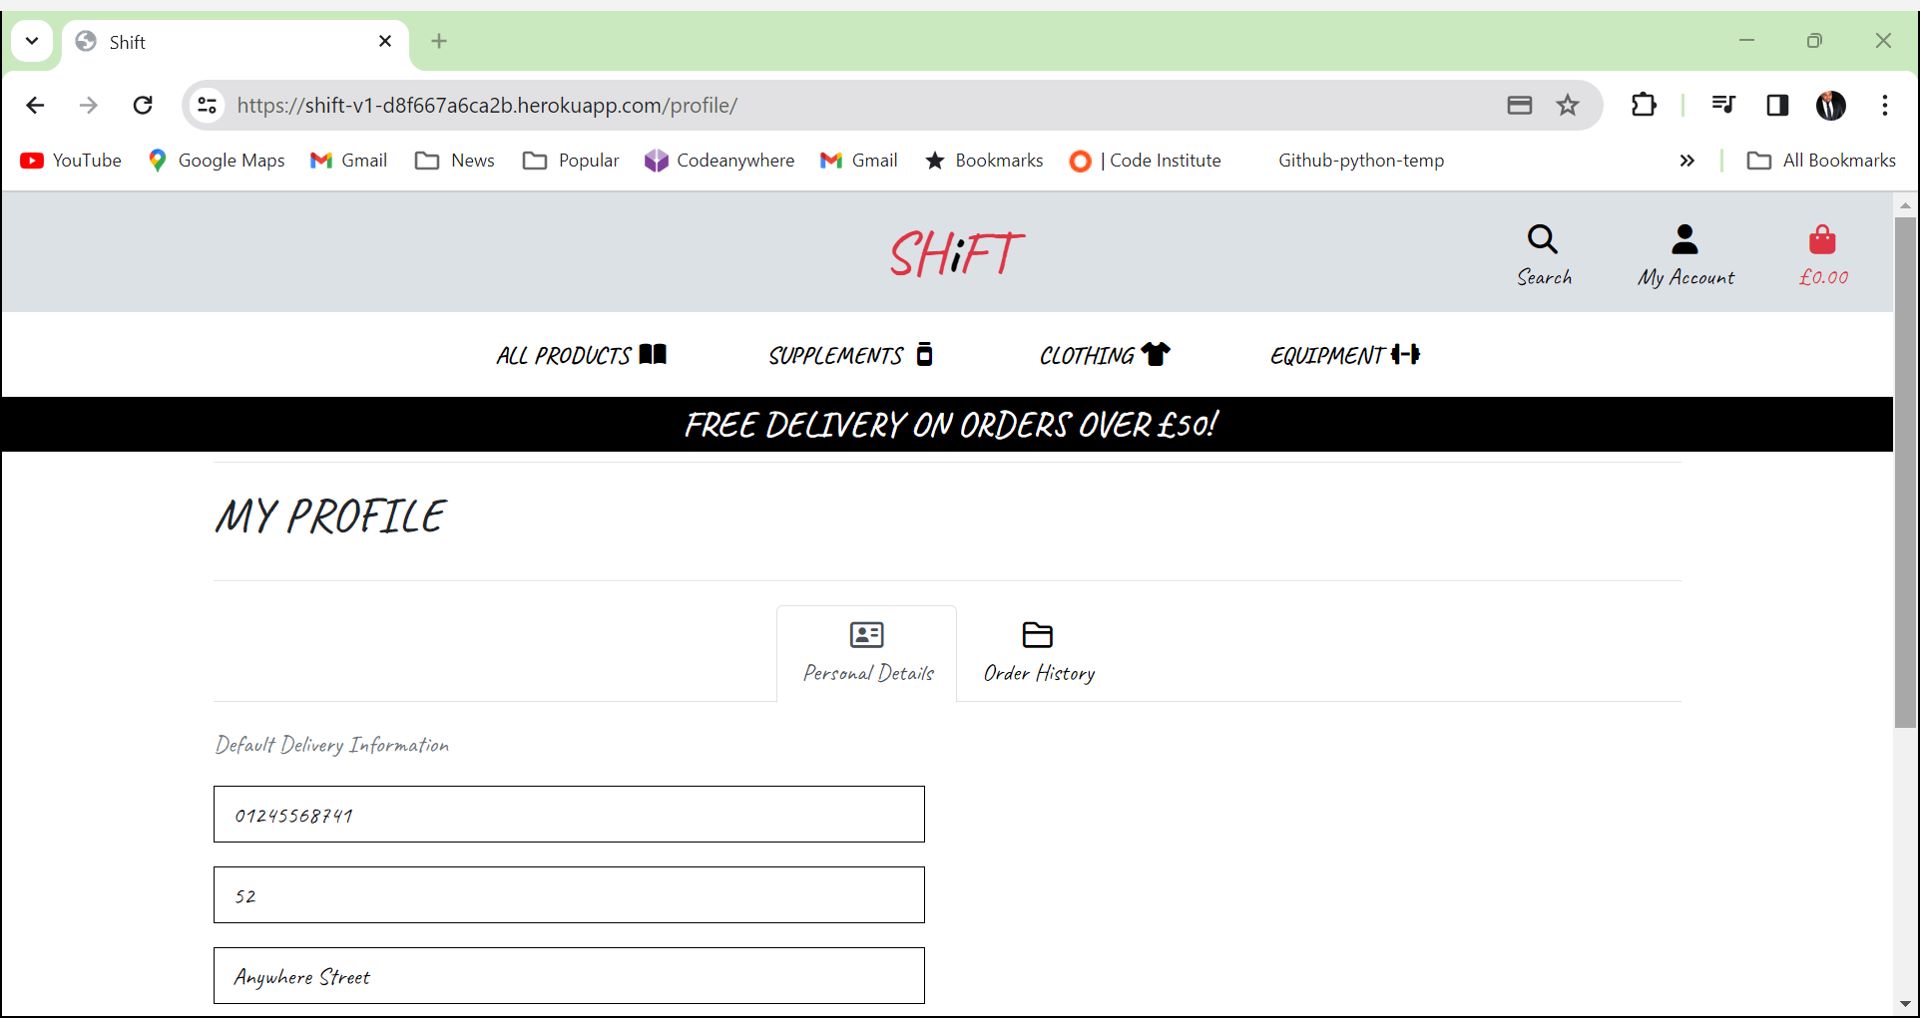 Shift
https://shift-v1-d8f667a6ca2b.herokuapp.com/profile/
YouTube Google Maps Gmail News Popular Codeanywhere Gmail Bookmarks | Code Institute Github-python-temp » All Bookmarks
SHiFT
Search My Account £0.00
ALL PRODUCTS SUPPLEMENTS CLOTHING EQUIPMENT
FREE DELIVERY ON ORDERS OVER £50!
MY PROFILE
Personal Details Order History
Default Delivery Information
01245568741
52
Anywhere Street